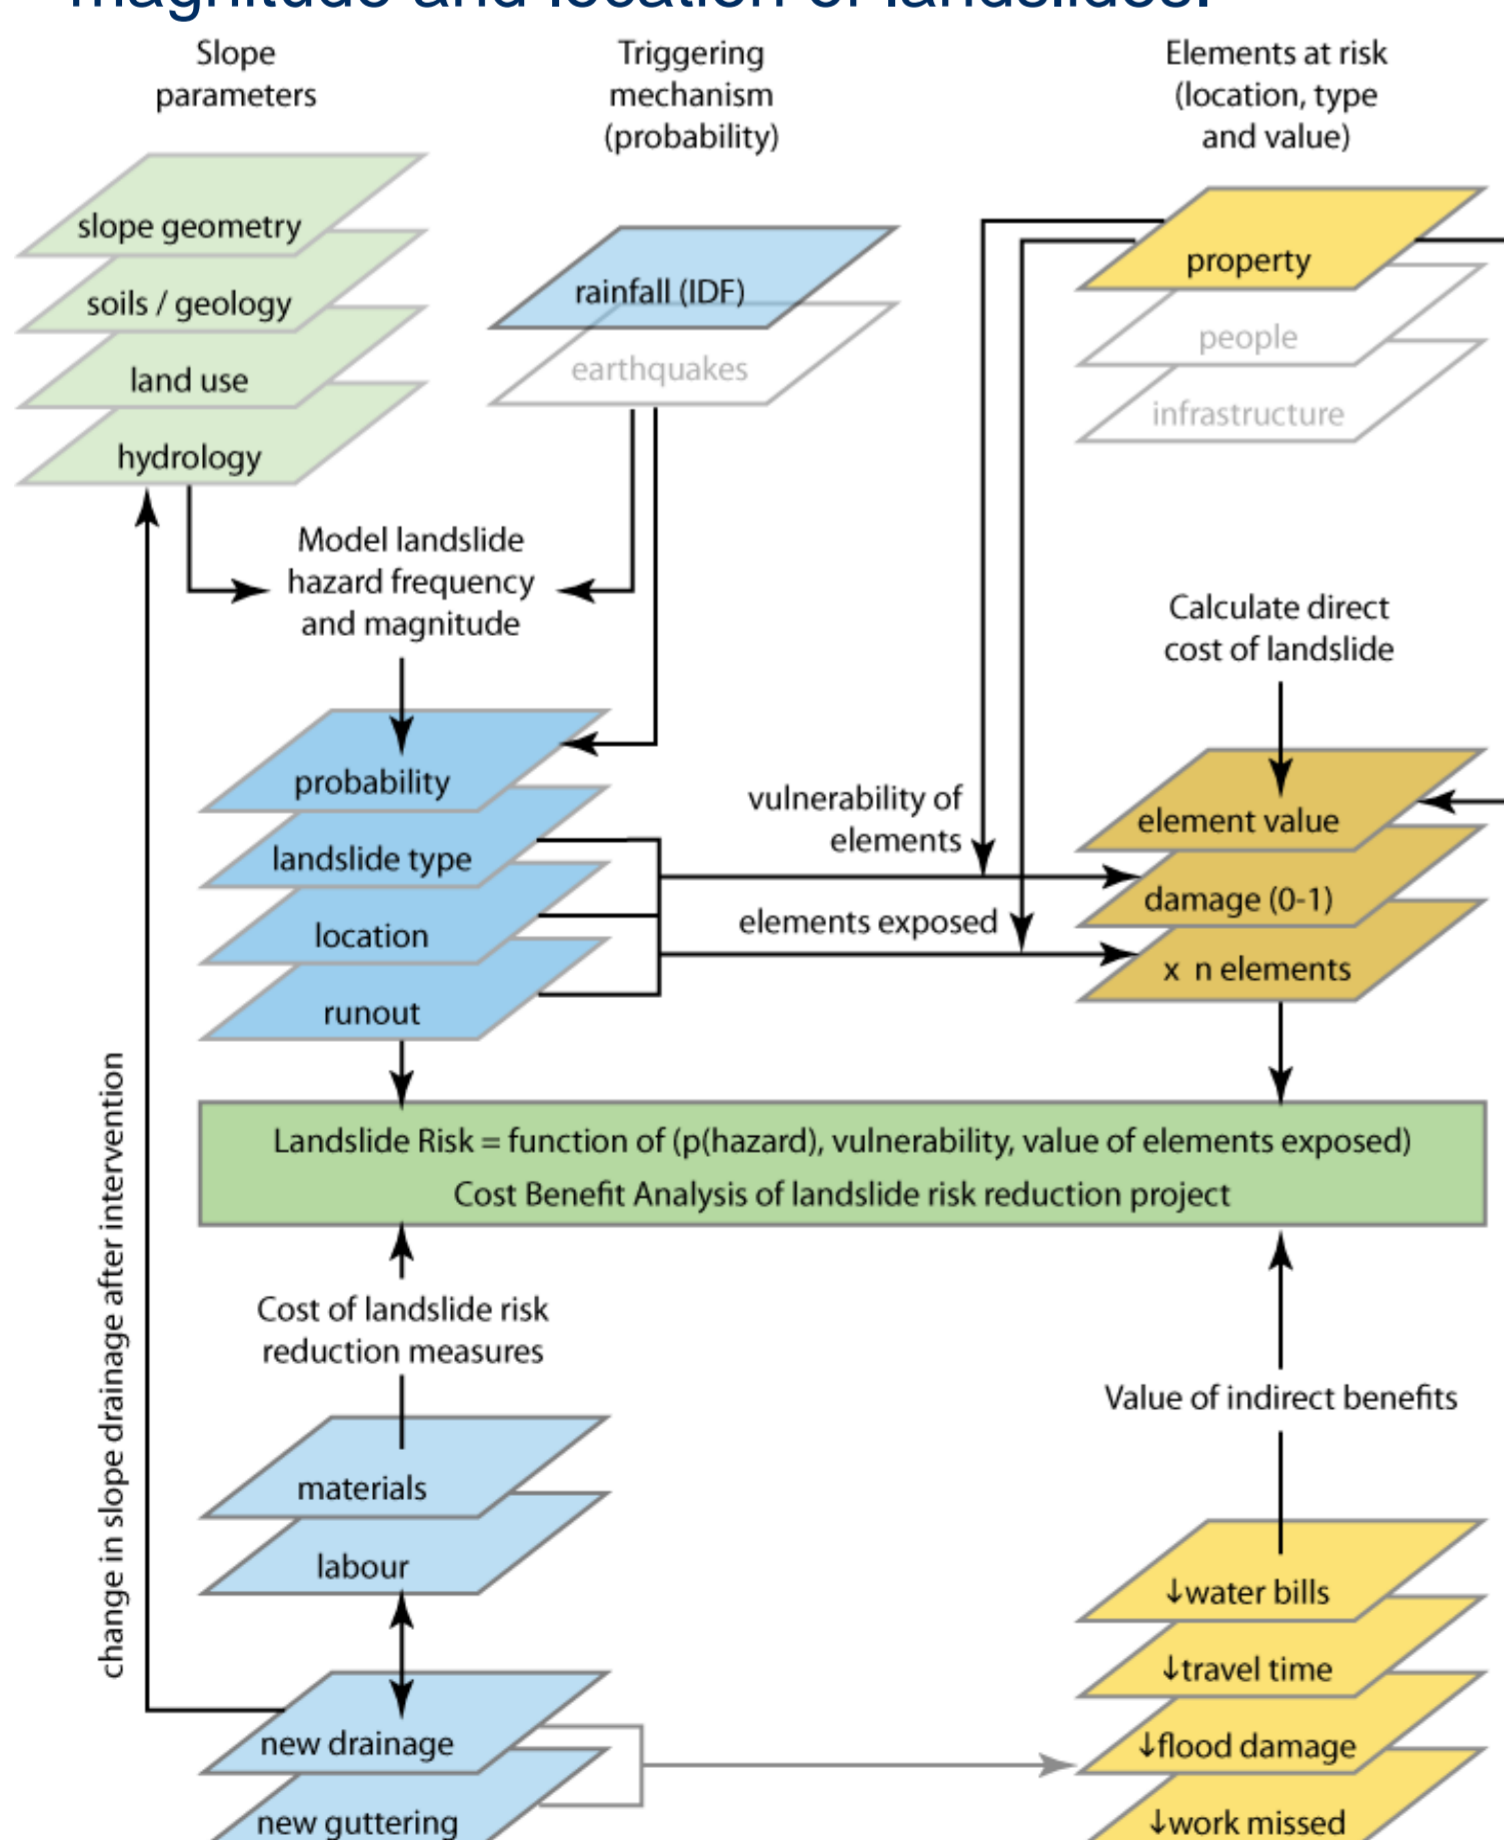 magnitude and location of landslides.
Slope
parameters
Triggering
mechanism
(probability)
Elements at risk
(location, type
and value)
slope geometry
soils / geology
land use
hydrology
rainfall (IDF)
earthquakes
property
people
infrastructure
Model landslide
hazard frequency
and magnitude
Calculate direct
cost of landslide
probability
landslide type
location
runout
vulnerability of
elements
elements exposed
element value
damage (0-1)
x n elements
Landslide Risk = function of (p(hazard), vulnerability, value of elements exposed)
Cost Benefit Analysis of landslide risk reduction project
change in slope drainage after intervention
Cost of landslide risk
reduction measures
Value of indirect benefits
materials
labour
new drainage
new guttering
↓water bills
↓travel time
↓flood damage
↓work missed